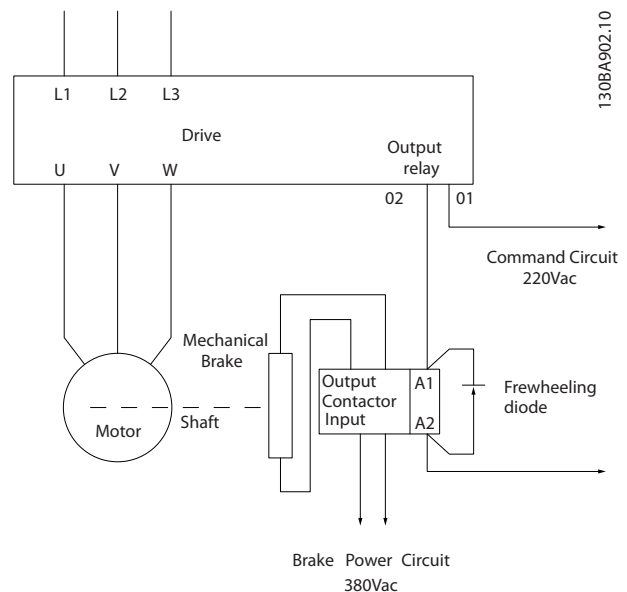 130BA902.10
L1 L2 L3
Drive
Output
relay
U V W
02 01
Command Circuit
220Vac
Mechanical
Brake
Output
Contactor
Input
A1
A2
Frewheeling
diode
Shaft
Motor
Brake Power Circuit
380Vac